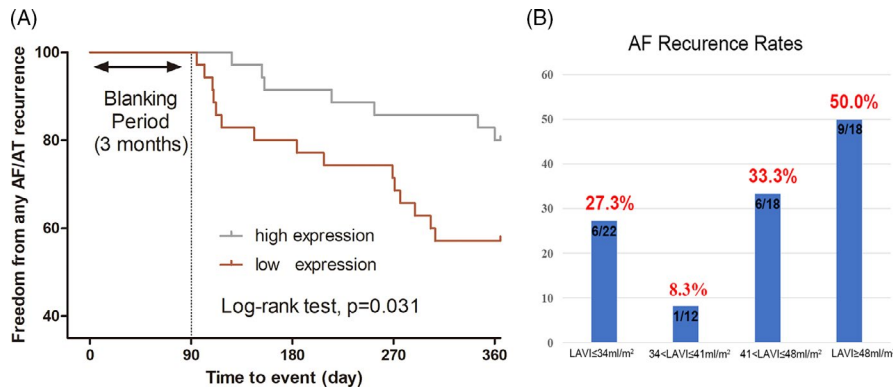 (A)
Freedom from any AF/AT recurrence
100
80
60
40
Blanking
Period
(3 months)
high expression
low expression
Log-rank test, p=0.031
0
90
180
270
360
Time to event (day)
(B)
AF Recurence Rates
60
50
40
30
20
10
0
27.3%
6/22
8.3%
1/12
33.3%
6/18
50.0%
9/18
LAVI≤34ml/m²
34<LAVI≤41ml/m²
41<LAVI≤48ml/m²
LAVI≥48ml/m